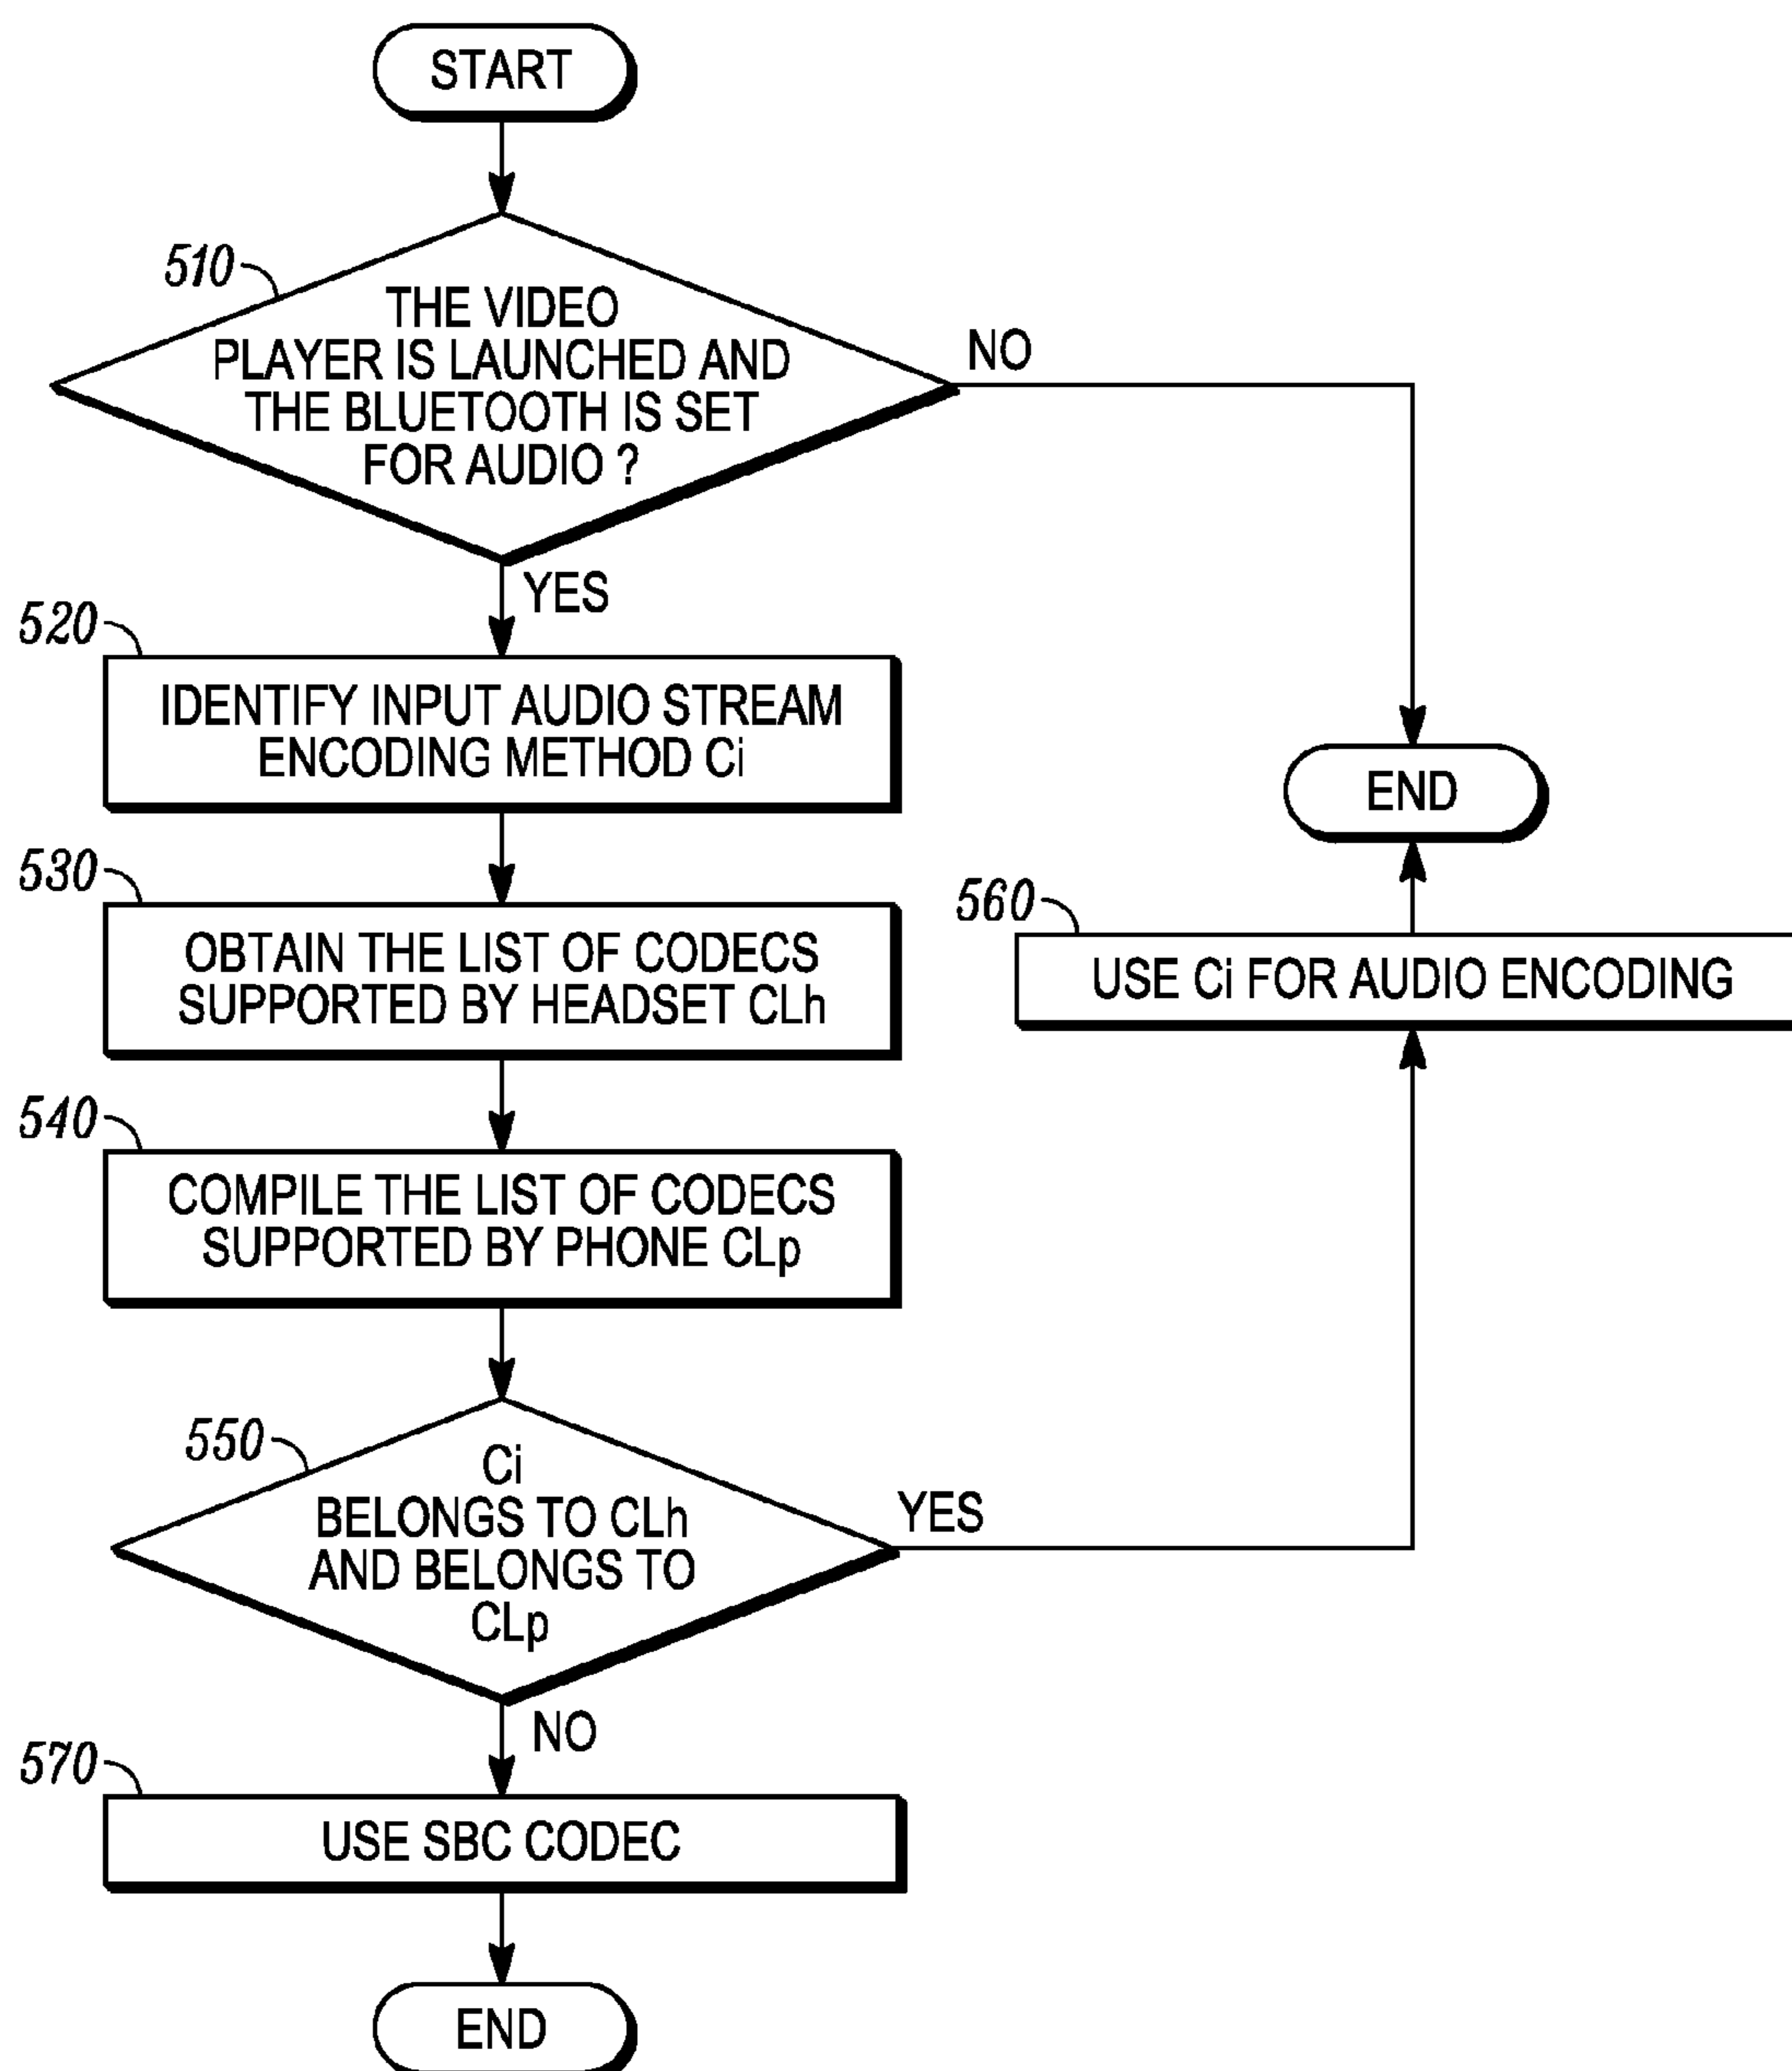 START
510
THE VIDEO
PLAYER IS LAUNCHED AND
THE BLUETOOTH IS SET
FOR AUDIO ?
NO
YES
520
IDENTIFY INPUT AUDIO STREAM
ENCODING METHOD Ci
END
530
OBTAIN THE LIST OF CODECS
SUPPORTED BY HEADSET CLh
560
USE Ci FOR AUDIO ENCODING
540
COMPILE THE LIST OF CODECS
SUPPORTED BY PHONE CLp
550
Ci
BELONGS TO CLh
AND BELONGS TO
CLp
YES
NO
570
USE SBC CODEC
END